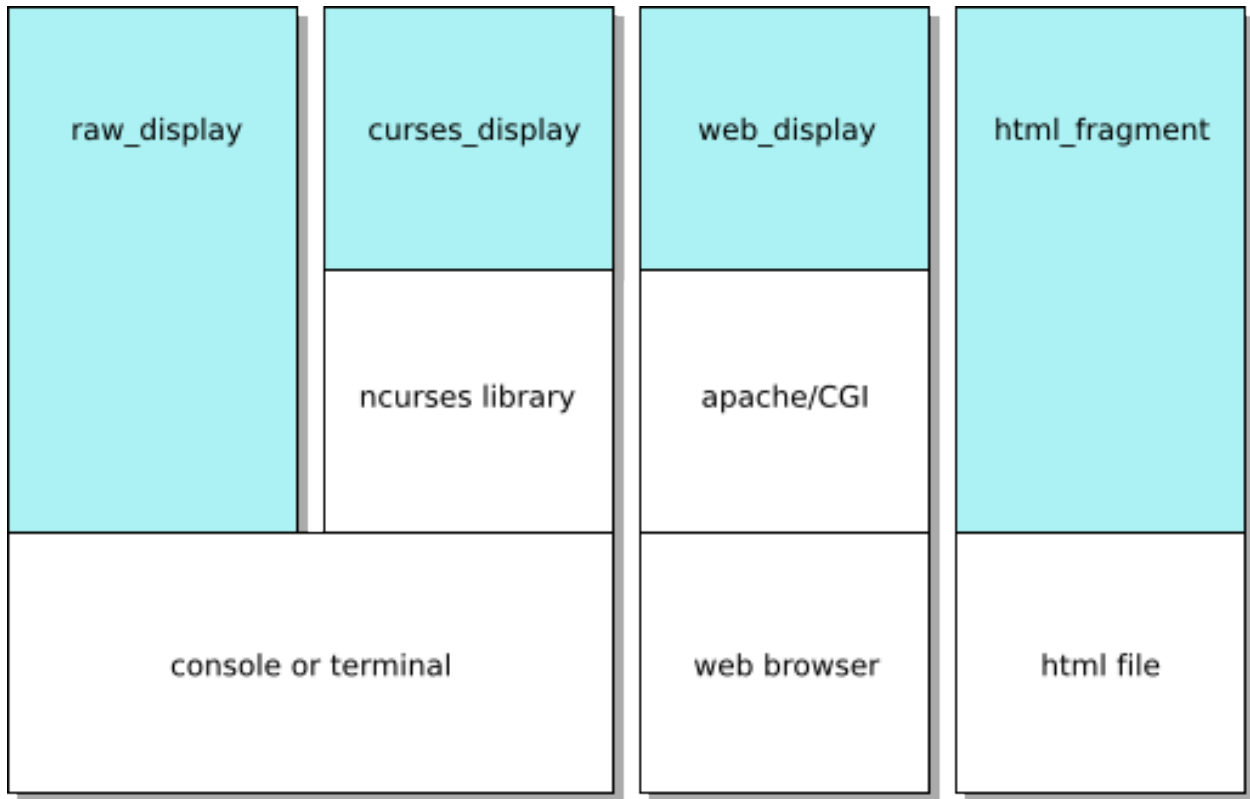 raw_display
curses_display
web_display
html_fragment
ncurses library
apache/CGI
console or terminal
web browser
html file